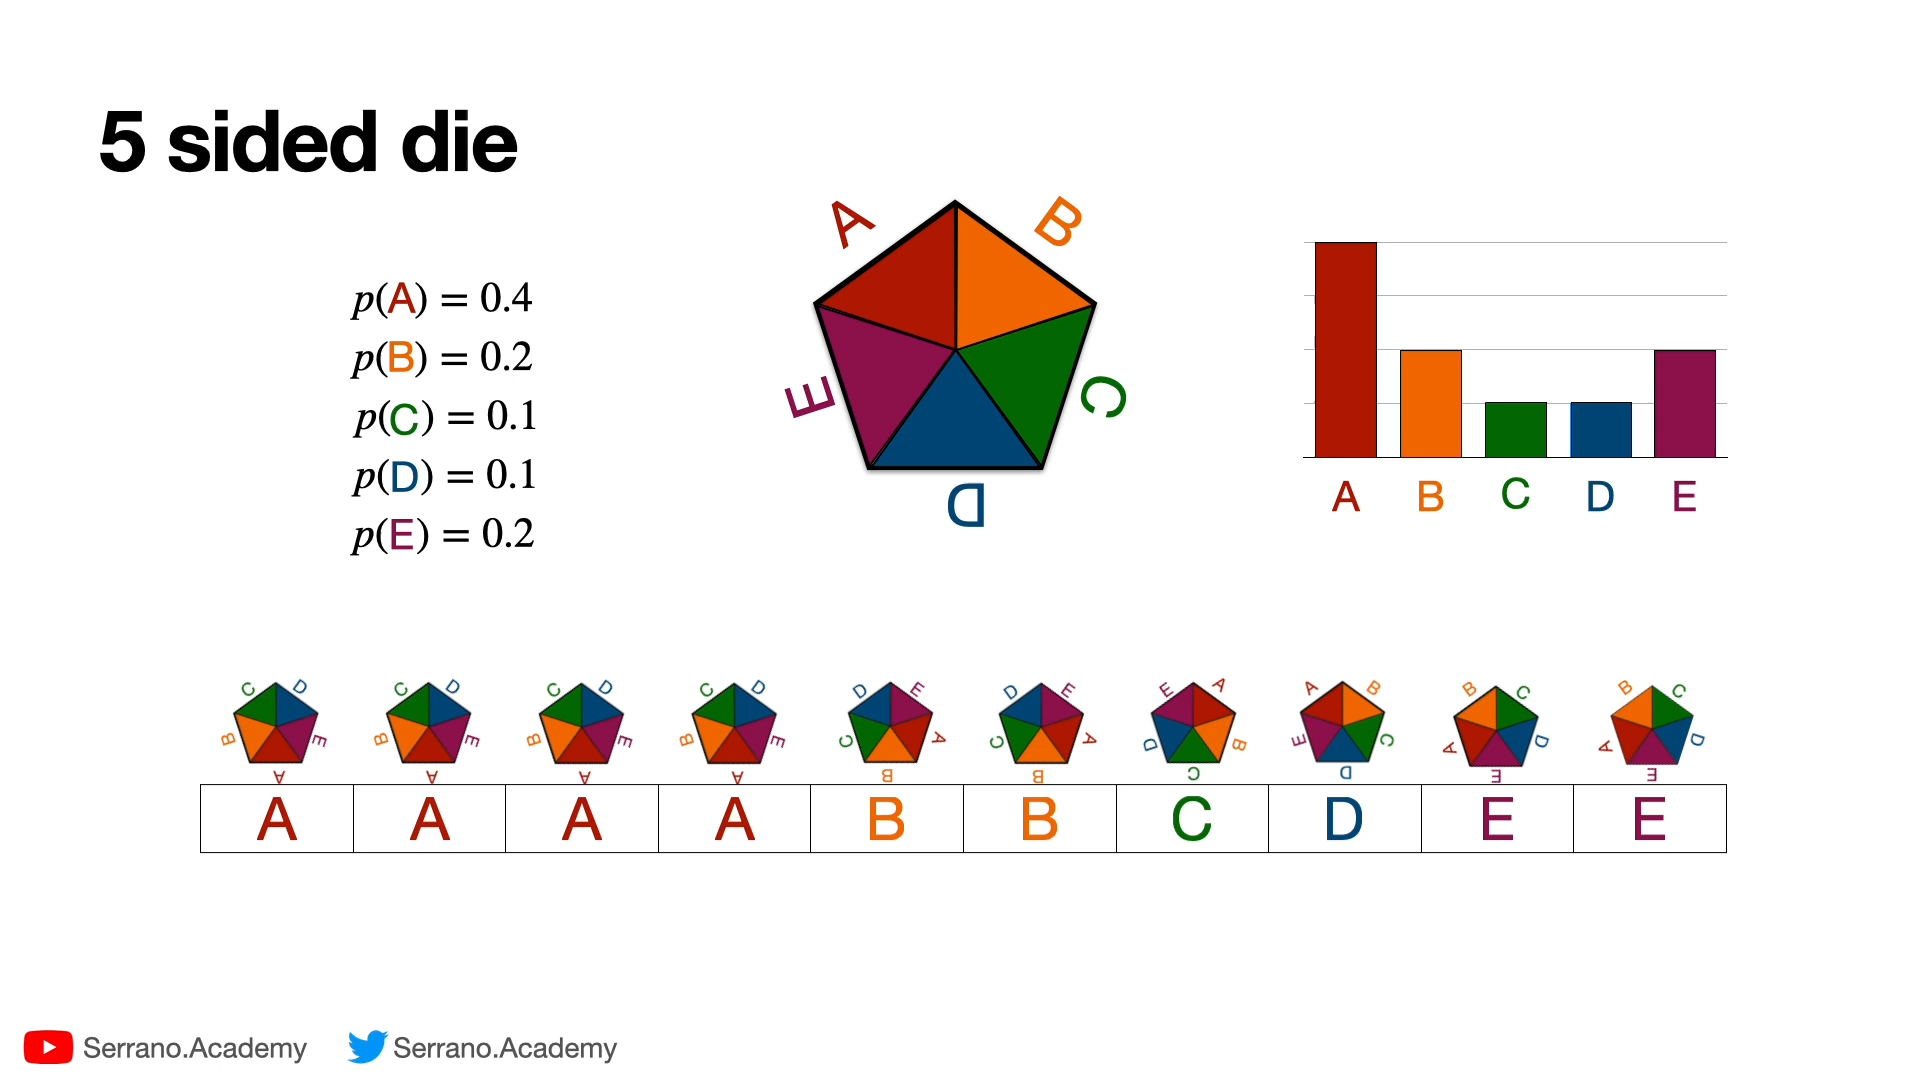 5 sided die
p(A) = 0.4
p(B) = 0.2
p(C) = 0.1
p(D) = 0.1
p(E) = 0.2
A B
E C
D
A B C D E
C D C D C D C D D E D E E A A B B C B C
B E B E B E B E C A C A D B E C A D A D
A A A A B B C D E E
A A A A B B C D E E
Serrano.Academy Serrano.Academy